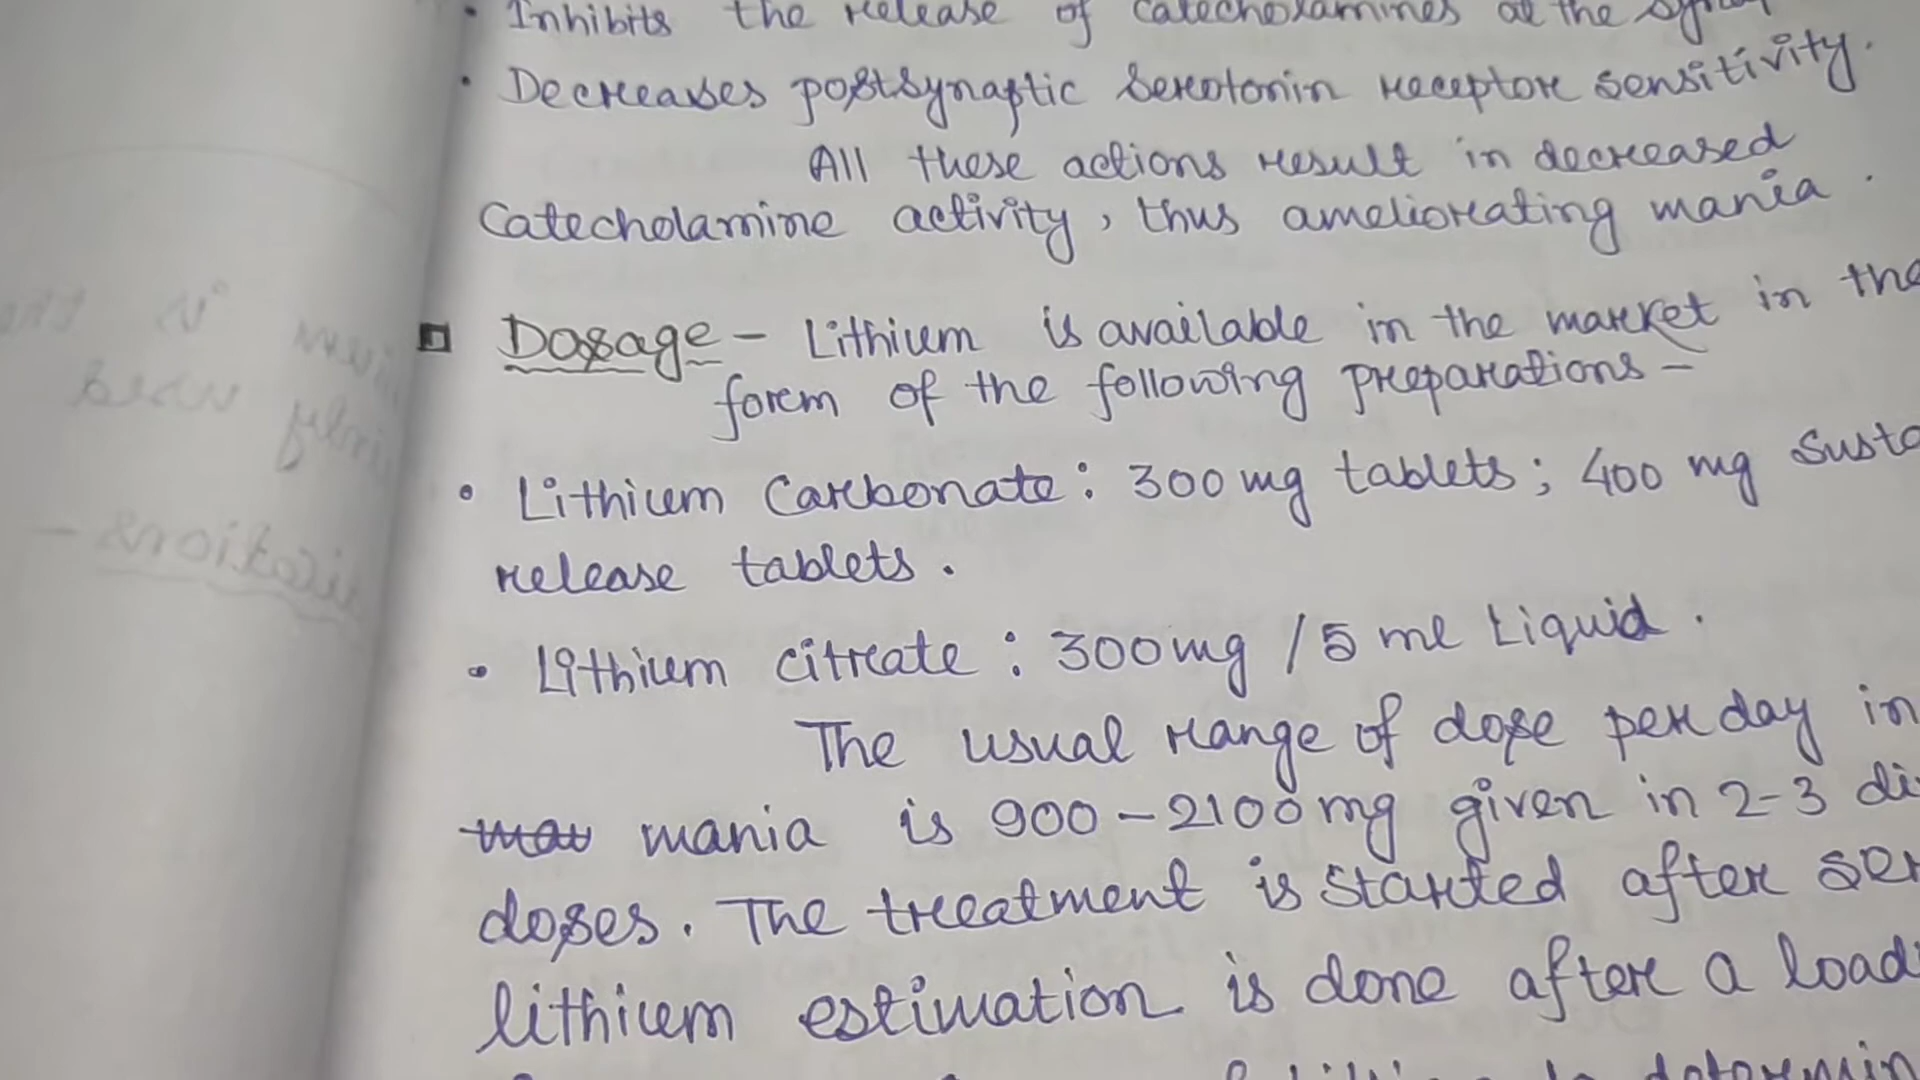 • Inhibits the release of catecholamines at the
• Decreases postsynaptic serotonin receptor sensitivity.
All these actions result in decreased
catecholamine activity, thus ameliorating mania.
Dosage - Lithium is available in the market in the
form of the following preparations -
• Lithium Carbonate: 300 mg tablets; 400 mg
release tablets.
• Lithium citrate: 300mg / 5 ml Liquid.
The usual range of dose per day in
mania is 900-2100 mg given in 2-3
doses. The treatment is started after
lithium estimation is done after a